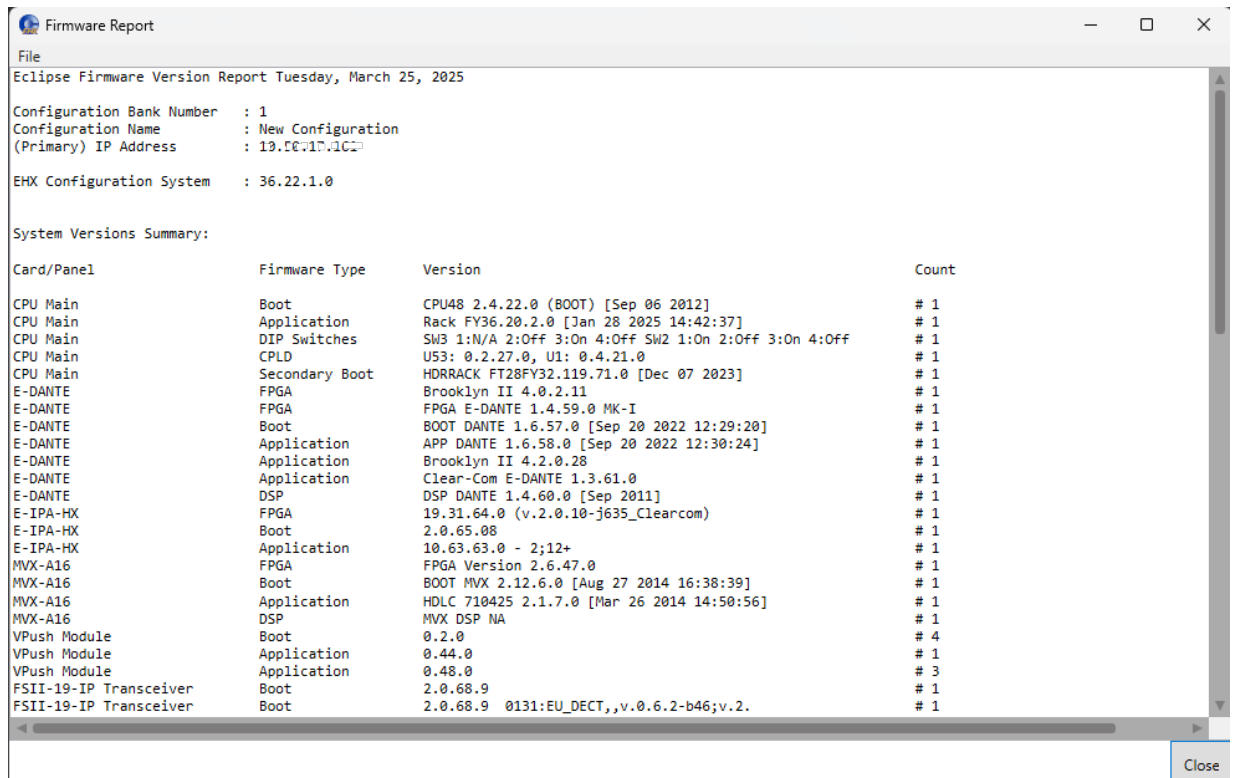 Firmware Report
File
Eclipse Firmware Version Report Tuesday, March 25, 2025
Configuration Bank Number : 1
Configuration Name : New Configuration
(Primary) IP Address :
EHX Configuration System : 36.22.1.0
System Versions Summary:
Card/Panel Firmware Type Version Count
CPU Main Boot CPU48 2.4.22.0 (BOOT) [Sep 06 2012] # 1
CPU Main Application Rack FY36.20.2.0 [Jan 28 2025 14:42:37] # 1
CPU Main DIP Switches SW3 1:N/A 2:Off 3:On 4:Off SW2 1:On 2:Off 3:On 4:Off # 1
CPU Main CPLD U53: 0.2.27.0, U1: 0.4.21.0 # 1
CPU Main Secondary Boot HDRRACK FT28FY32.119.71.0 [Dec 07 2023] # 1
E-DANTE FPGA Brooklyn II 4.0.2.11 # 1
E-DANTE FPGA FPGA E-DANTE 1.4.59.0 MK-I # 1
E-DANTE Boot BOOT DANTE 1.6.57.0 [Sep 20 2022 12:29:20] # 1
E-DANTE Application APP DANTE 1.6.58.0 [Sep 20 2022 12:30:24] # 1
E-DANTE Application Brooklyn II 4.2.0.28 # 1
E-DANTE Application Clear-Com E-DANTE 1.3.61.0 # 1
E-DANTE DSP DSP DANTE 1.4.60.0 [Sep 2011] # 1
E-IPA-HX FPGA 19.31.64.0 (v.2.0.10-j635_Clearcom) # 1
E-IPA-HX Boot 2.0.65.08 # 1
E-IPA-HX Application 10.63.63.0 - 2;12+ # 1
MVX-A16 FPGA FPGA Version 2.6.47.0 # 1
MVX-A16 Boot BOOT MVX 2.12.6.0 [Aug 27 2014 16:38:39] # 1
MVX-A16 Application HDLC 710425 2.1.7.0 [Mar 26 2014 14:50:56] # 1
MVX-A16 DSP MVX DSP NA # 1
VPush Module Boot 0.2.0 # 4
VPush Module Application 0.44.0 # 1
VPush Module Application 0.48.0 # 3
FSII-19-IP Transceiver Boot 2.0.68.9 # 1
FSII-19-IP Transceiver Boot 2.0.68.9 0131:EU_DECT,,v.0.6.2-b46;v.2. # 1
Close